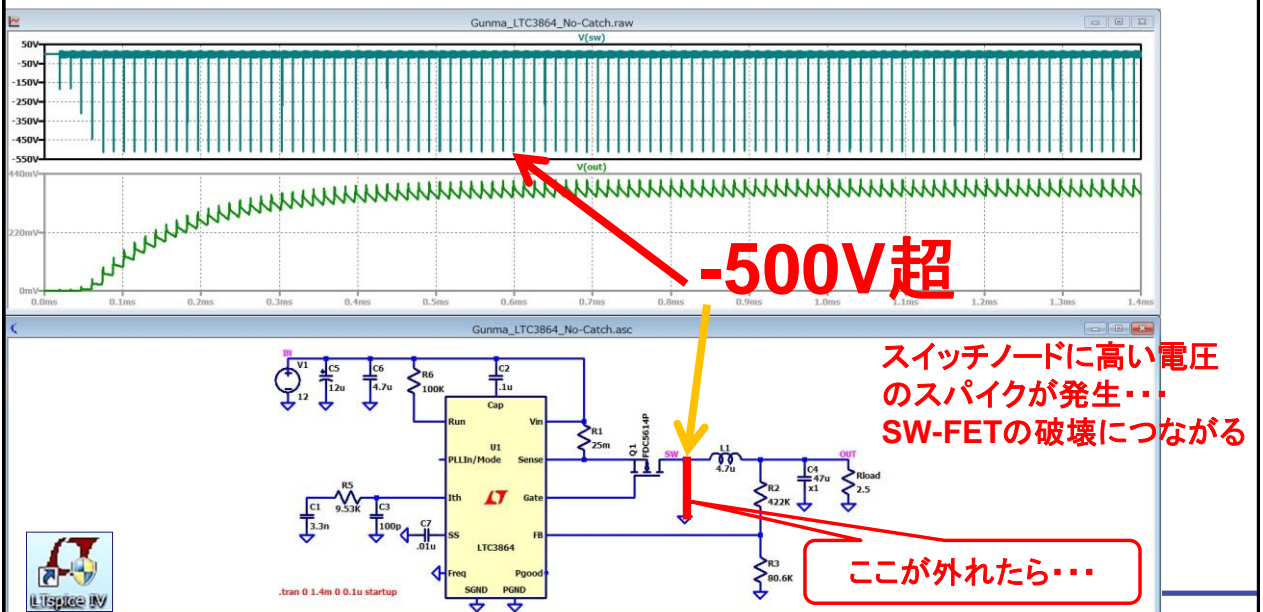 Gunma_LTC3864_No-Catch.raw
V(sw)
50V
-50V
-150V
-250V
-350V
-450V
-550V
V(out)
440mV
220mV
0mV
0.0ms 0.1ms 0.2ms 0.3ms 0.4ms 0.5ms 0.6ms 0.7ms 0.8ms 0.9ms 1.0ms 1.1ms 1.2ms 1.3ms 1.4ms
-500V超
Gunma_LTC3864_No-Catch.asc
スイッチノードに高い電圧
のスパイクが発生・・・
SW-FETの破壊につながる
IN
V1
12
C5
12u
C6
4.7u
R6
100K
C2
.1u
Cap
Run
Vin
U1
PLLIn/Mode
Sense
Ith
Gate
SS
FB
LTC3864
Freq
Pgood
SGND
PGND
R1
25m
Q1
FDC5614P
SW
L1
4.7u
OUT
C4
47u
x1
Rload
2.5
R2
422K
R3
80.6K
R5
9.53K
C1
3.3n
C3
100p
C7
.01u
ここが外れたら・・・
.tran 0 1.4m 0 0.1u startup
LTspice IV